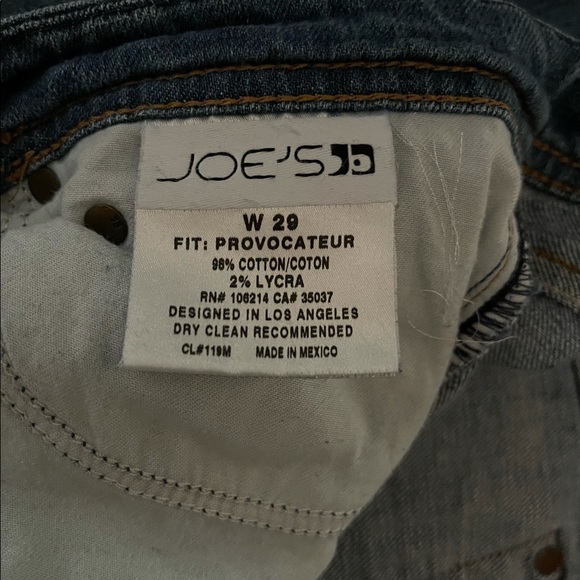 JOE'S
W 29
FIT: PROVOCATEUR
98% COTTON/COTON
2% LYCRA
RN# 106214 CA# 35037
DESIGNED IN LOS ANGELES
DRY CLEAN RECOMMENDED
CL#119M MADE IN MEXICO